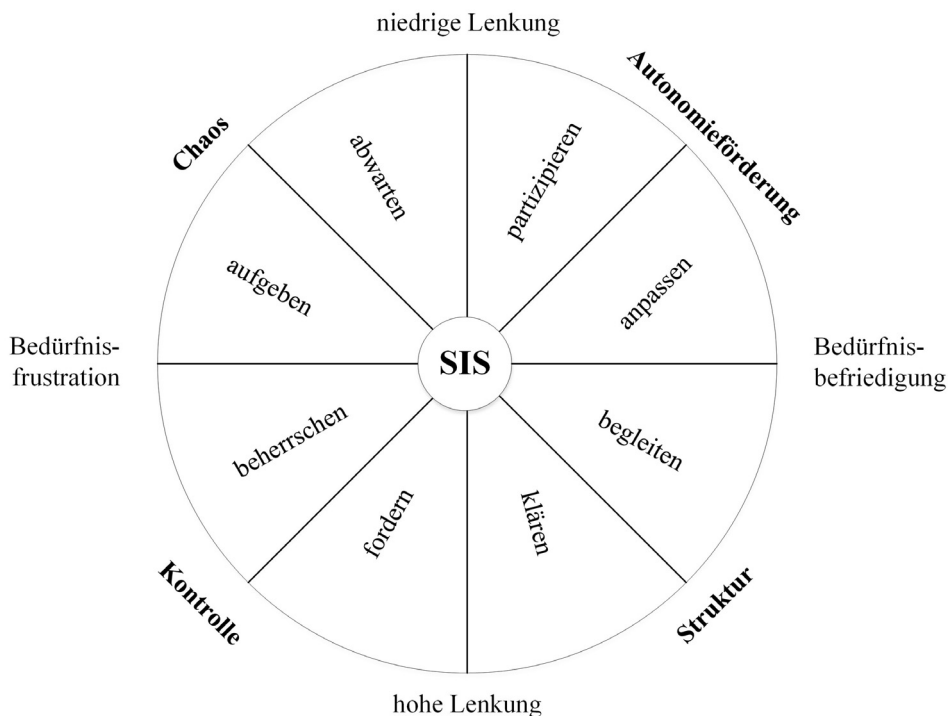 niedrige Lenkung
Autonomieförderung
Chaos
abwarten
partizipieren
aufgeben
anpassen
Bedürfnis-
frustration
SIS
Bedürfnis-
befriedigung
beherrschen
begleiten
fordern
klären
Kontrolle
Struktur
hohe Lenkung